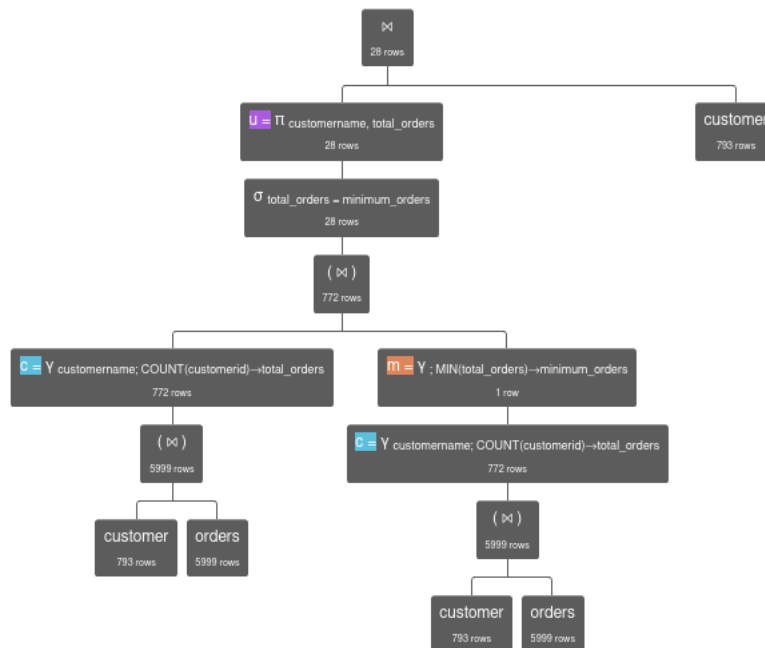 ⋈
28 rows
u = π customername, total_orders
28 rows
customer
793 rows
σ total_orders = minimum_orders
28 rows
( ⋈ )
772 rows
c = γ customername; COUNT(customerid)→total_orders
772 rows
m = γ ; MIN(total_orders)→minimum_orders
1 row
( ⋈ )
5999 rows
c = γ customername; COUNT(customerid)→total_orders
772 rows
customer
793 rows
orders
5999 rows
( ⋈ )
5999 rows
customer
793 rows
orders
5999 rows